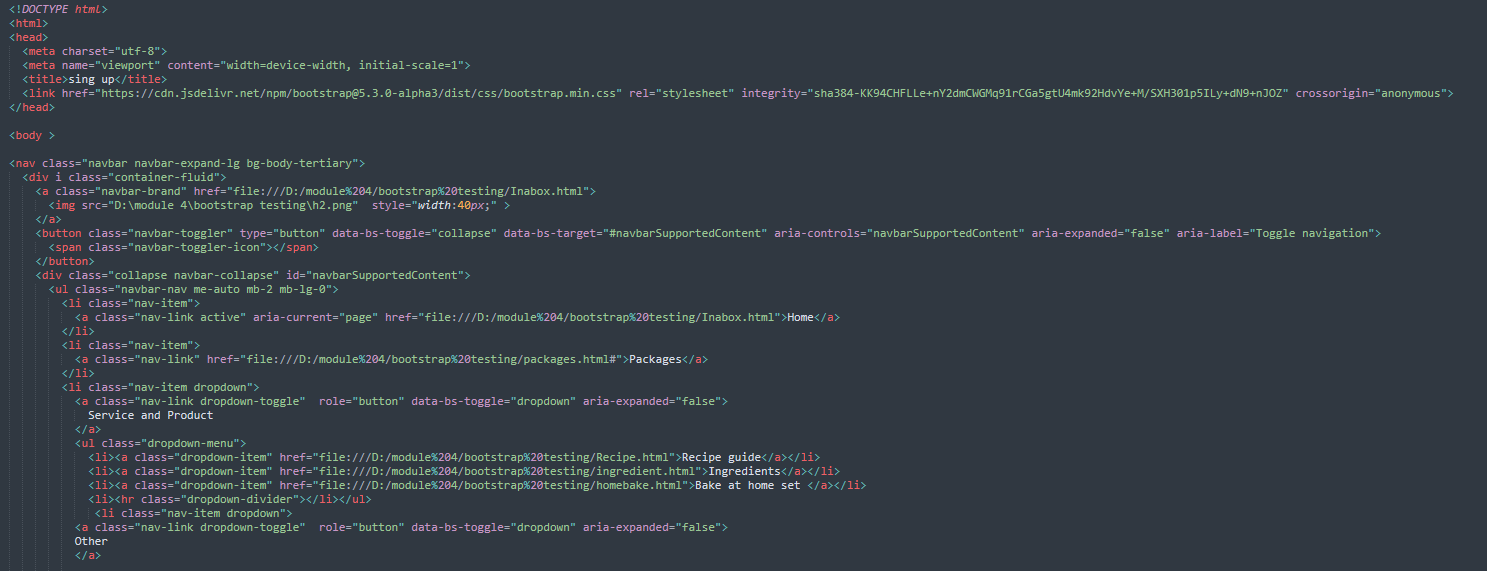 <!DOCTYPE html>
<html>
<head>
<meta charset="utf-8">
<meta name="viewport" content="width=device-width, initial-scale=1">
<title>sing up</title>
<link href="https://cdn.jsdelivr.net/npm/bootstrap@5.3.0-alpha3/dist/css/bootstrap.min.css" rel="stylesheet" integrity="sha384-KK94CHFLLe+nY2dmCWGMq91rCGa5gtU4mk92HdvYe+M/SXH301p5ILy+dN9+nJOZ" crossorigin="anonymous">
</head>
<body >
<nav class="navbar navbar-expand-lg bg-body-tertiary">
<div i class="container-fluid">
<a class="navbar-brand" href="file:///D:/module%204/bootstrap%20testing/Inabox.html">
<img src="D:\module 4\bootstrap testing\h2.png"  style="width:40px;" >
</a>
<button class="navbar-toggler" type="button" data-bs-toggle="collapse" data-bs-target="#navbarSupportedContent" aria-controls="navbarSupportedContent" aria-expanded="false" aria-label="Toggle navigation">
<span class="navbar-toggler-icon"></span>
</button>
<div class="collapse navbar-collapse" id="navbarSupportedContent">
<ul class="navbar-nav me-auto mb-2 mb-lg-0">
<li class="nav-item">
<a class="nav-link active" aria-current="page" href="file:///D:/module%204/bootstrap%20testing/Inabox.html">Home</a>
</li>
<li class="nav-item">
<a class="nav-link" href="file:///D:/module%204/bootstrap%20testing/packages.html#">Packages</a>
</li>
<li class="nav-item dropdown">
<a class="nav-link dropdown-toggle"  role="button" data-bs-toggle="dropdown" aria-expanded="false">
Service and Product
</a>
<ul class="dropdown-menu">
<li><a class="dropdown-item" href="file:///D:/module%204/bootstrap%20testing/Recipe.html">Recipe guide</a></li>
<li><a class="dropdown-item" href="file:///D:/module%204/bootstrap%20testing/ingredient.html">Ingredients</a></li>
<li><a class="dropdown-item" href="file:///D:/module%204/bootstrap%20testing/homebake.html">Bake at home set </a></li>
<li><hr class="dropdown-divider"></li></ul>
<li class="nav-item dropdown">
<a class="nav-link dropdown-toggle"  role="button" data-bs-toggle="dropdown" aria-expanded="false">
Other
</a>